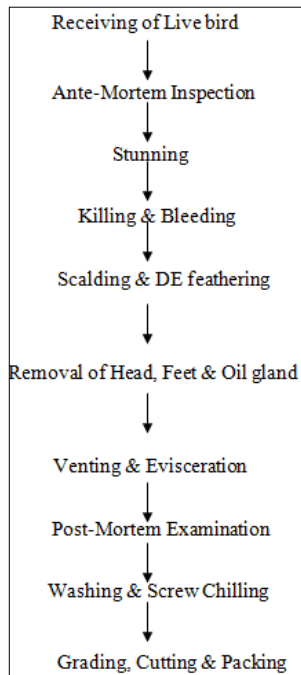 Receiving of Live bird
Ante-Mortem Inspection
Stunning
Killing & Bleeding
Scalding & DE feathering
Removal of Head, Feet & Oil gland
Venting & Evisceration
Post-Mortem Examination
Washing & Screw Chilling
Grading, Cutting & Packing